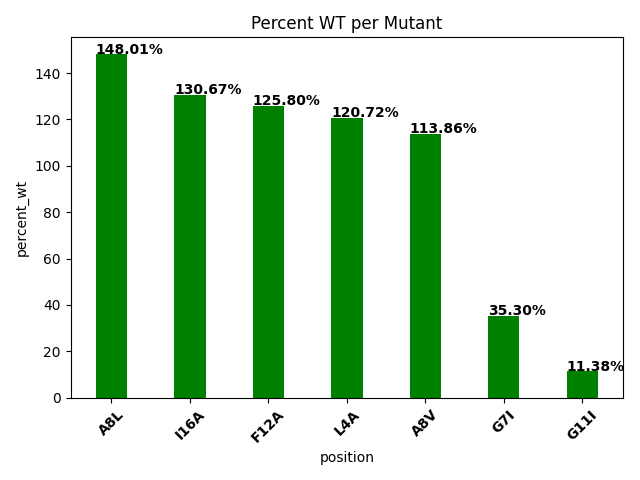 Percent WT per Mutant
148.01%
130.67%
125.80%
120.72%
113.86%
35.30%
11.38%
140
120
100
80
60
40
20
0
percent_wt
A8L
I16A
F12A
L4A
A8V
G7I
G11I
position